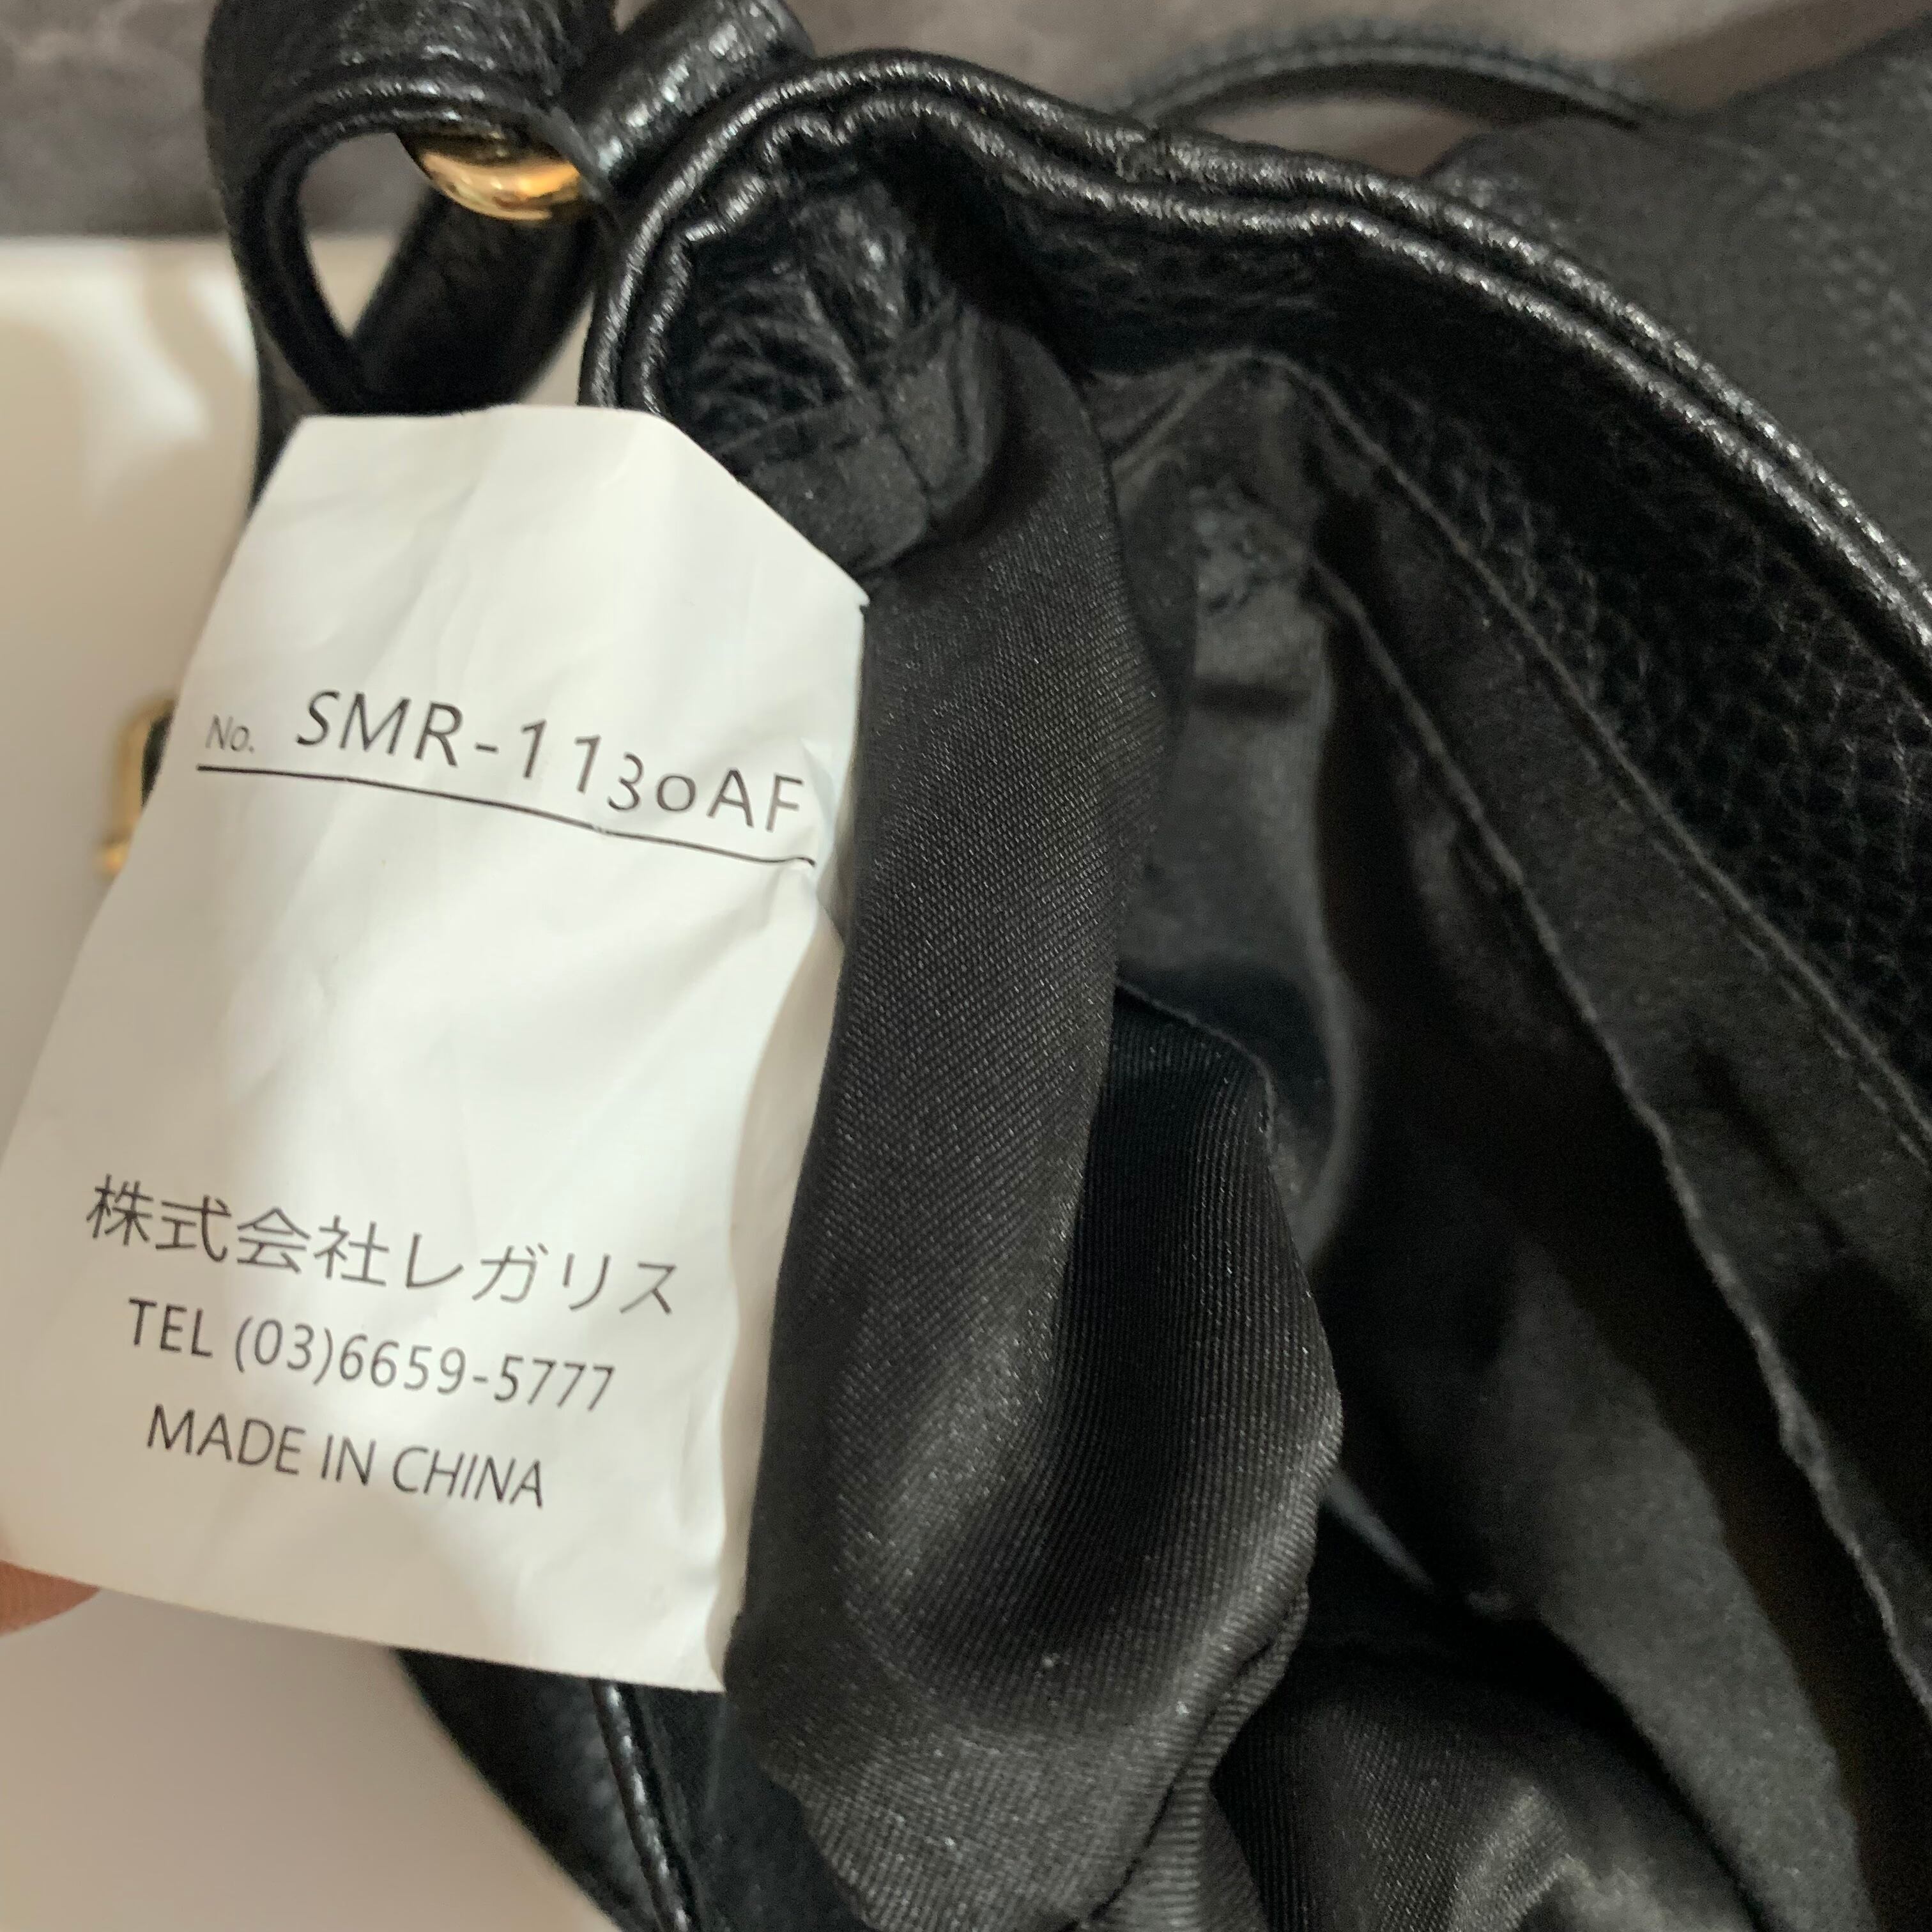 No. SMR-1130AF
株式会社レガリス
TEL (03)6659-5777
MADE IN CHINA